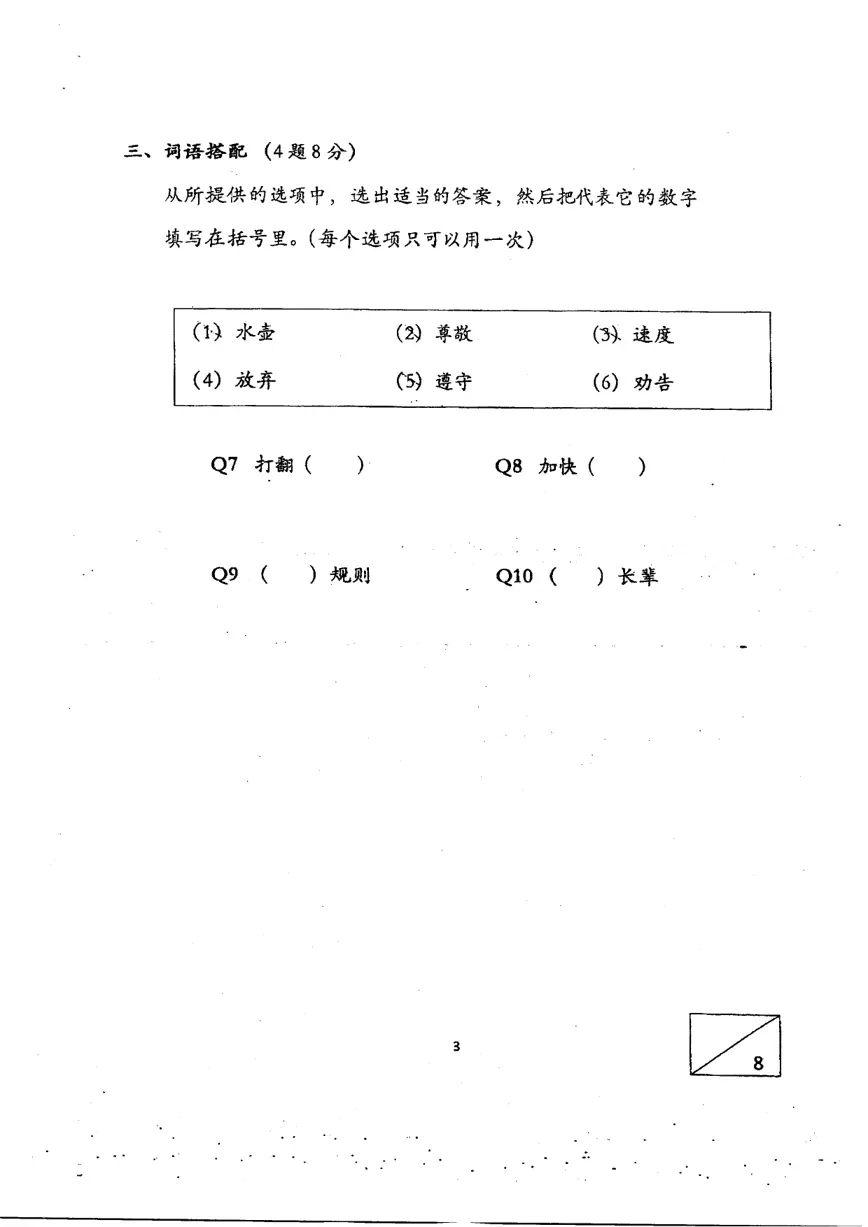 三、词语搭配 (4题8分)
从所提供的选项中，选出适当的答案，然后把代表它的数字
填写在括号里。(每个选项只可以用一次)
(1) 水壶 (2) 尊敬 (3) 速度
(4) 放弃 (5) 遵守 (6) 劝告
Q7 打翻 ( ) Q8 加快 ( )
Q9 ( ) 规则 Q10 ( ) 长辈
3
8